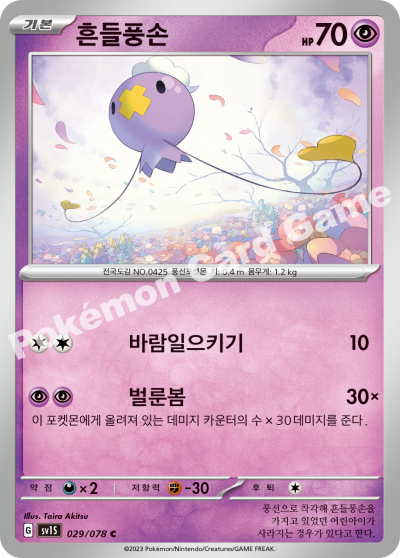 기본 흔들풍손 HP 70
전국도감 NO.0425 풍선포켓몬 키: 0.4 m 몸무게: 1.2 kg
Pokémon Card Game
바람일으키기 10
벌룬봄 30×
이 포켓몬에게 올려져 있는 데미지 카운터의 수 × 30데미지를 준다.
약점 ×2 저항력 -30 후퇴
Illus. Taira Akitsu
G sv1S 029/078 C
풍선으로 착각해 흔들풍손을
가지고 있었던 어린아이가
사라지는 경우가 있다고 한다.
©2023 Pokémon/Nintendo/Creatures/GAME FREAK.